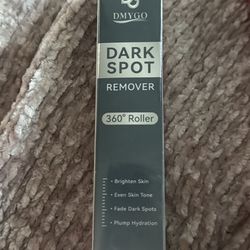 DMYGO
DARK
SPOT
REMOVER
360° Roller
• Brighten Skin
• Even Skin Tone
• Fade Dark Spots
• Plump Hydration